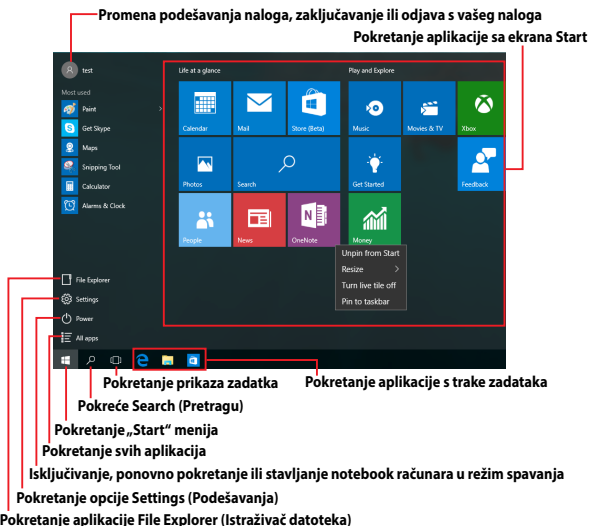 Promena podešavanja naloga, zaključavanje ili odjava s vašeg naloga
Pokretanje aplikacije sa ekrana Start
test
Life at a glance
Play and Explore
Most used
Paint
Get Skype
Maps
Snipping Tool
Calculator
Alarms & Clock
Calendar
Mail
Store (Beta)
Music
Movies & TV
Xbox
Photos
Search
Get Started
Feedback
People
News
OneNote
Money
Unpin from Start
Resize
Turn live tile off
Pin to taskbar
File Explorer
Settings
Power
All apps
Pokretanje prikaza zadatka
Pokretanje aplikacije s trake zadataka
Pokreće Search (Pretragu)
Pokretanje „Start“ menija
Pokretanje svih aplikacija
Isključivanje, ponovno pokretanje ili stavljanje notebook računara u režim spavanja
Pokretanje opcije Settings (Podešavanja)
Pokretanje aplikacije File Explorer (Istraživač datoteka)